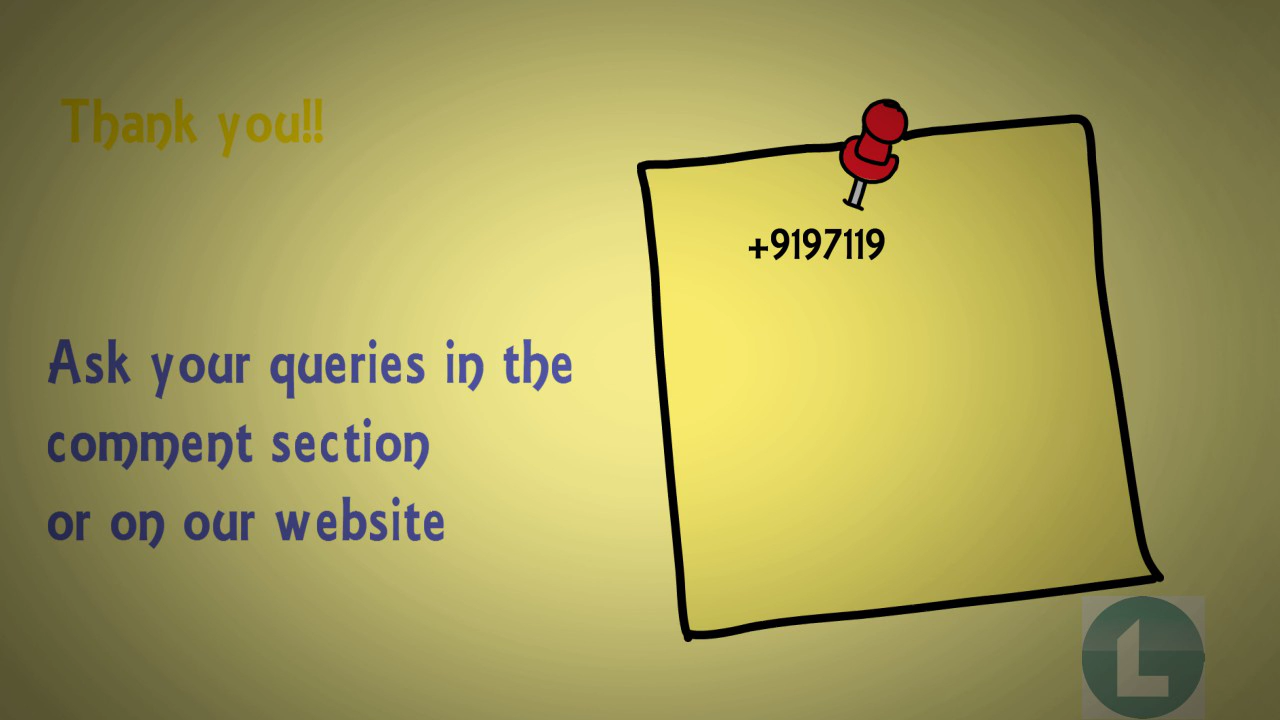 Thank you!!
+9197119
Ask your queries in the
comment section
or on our website
L